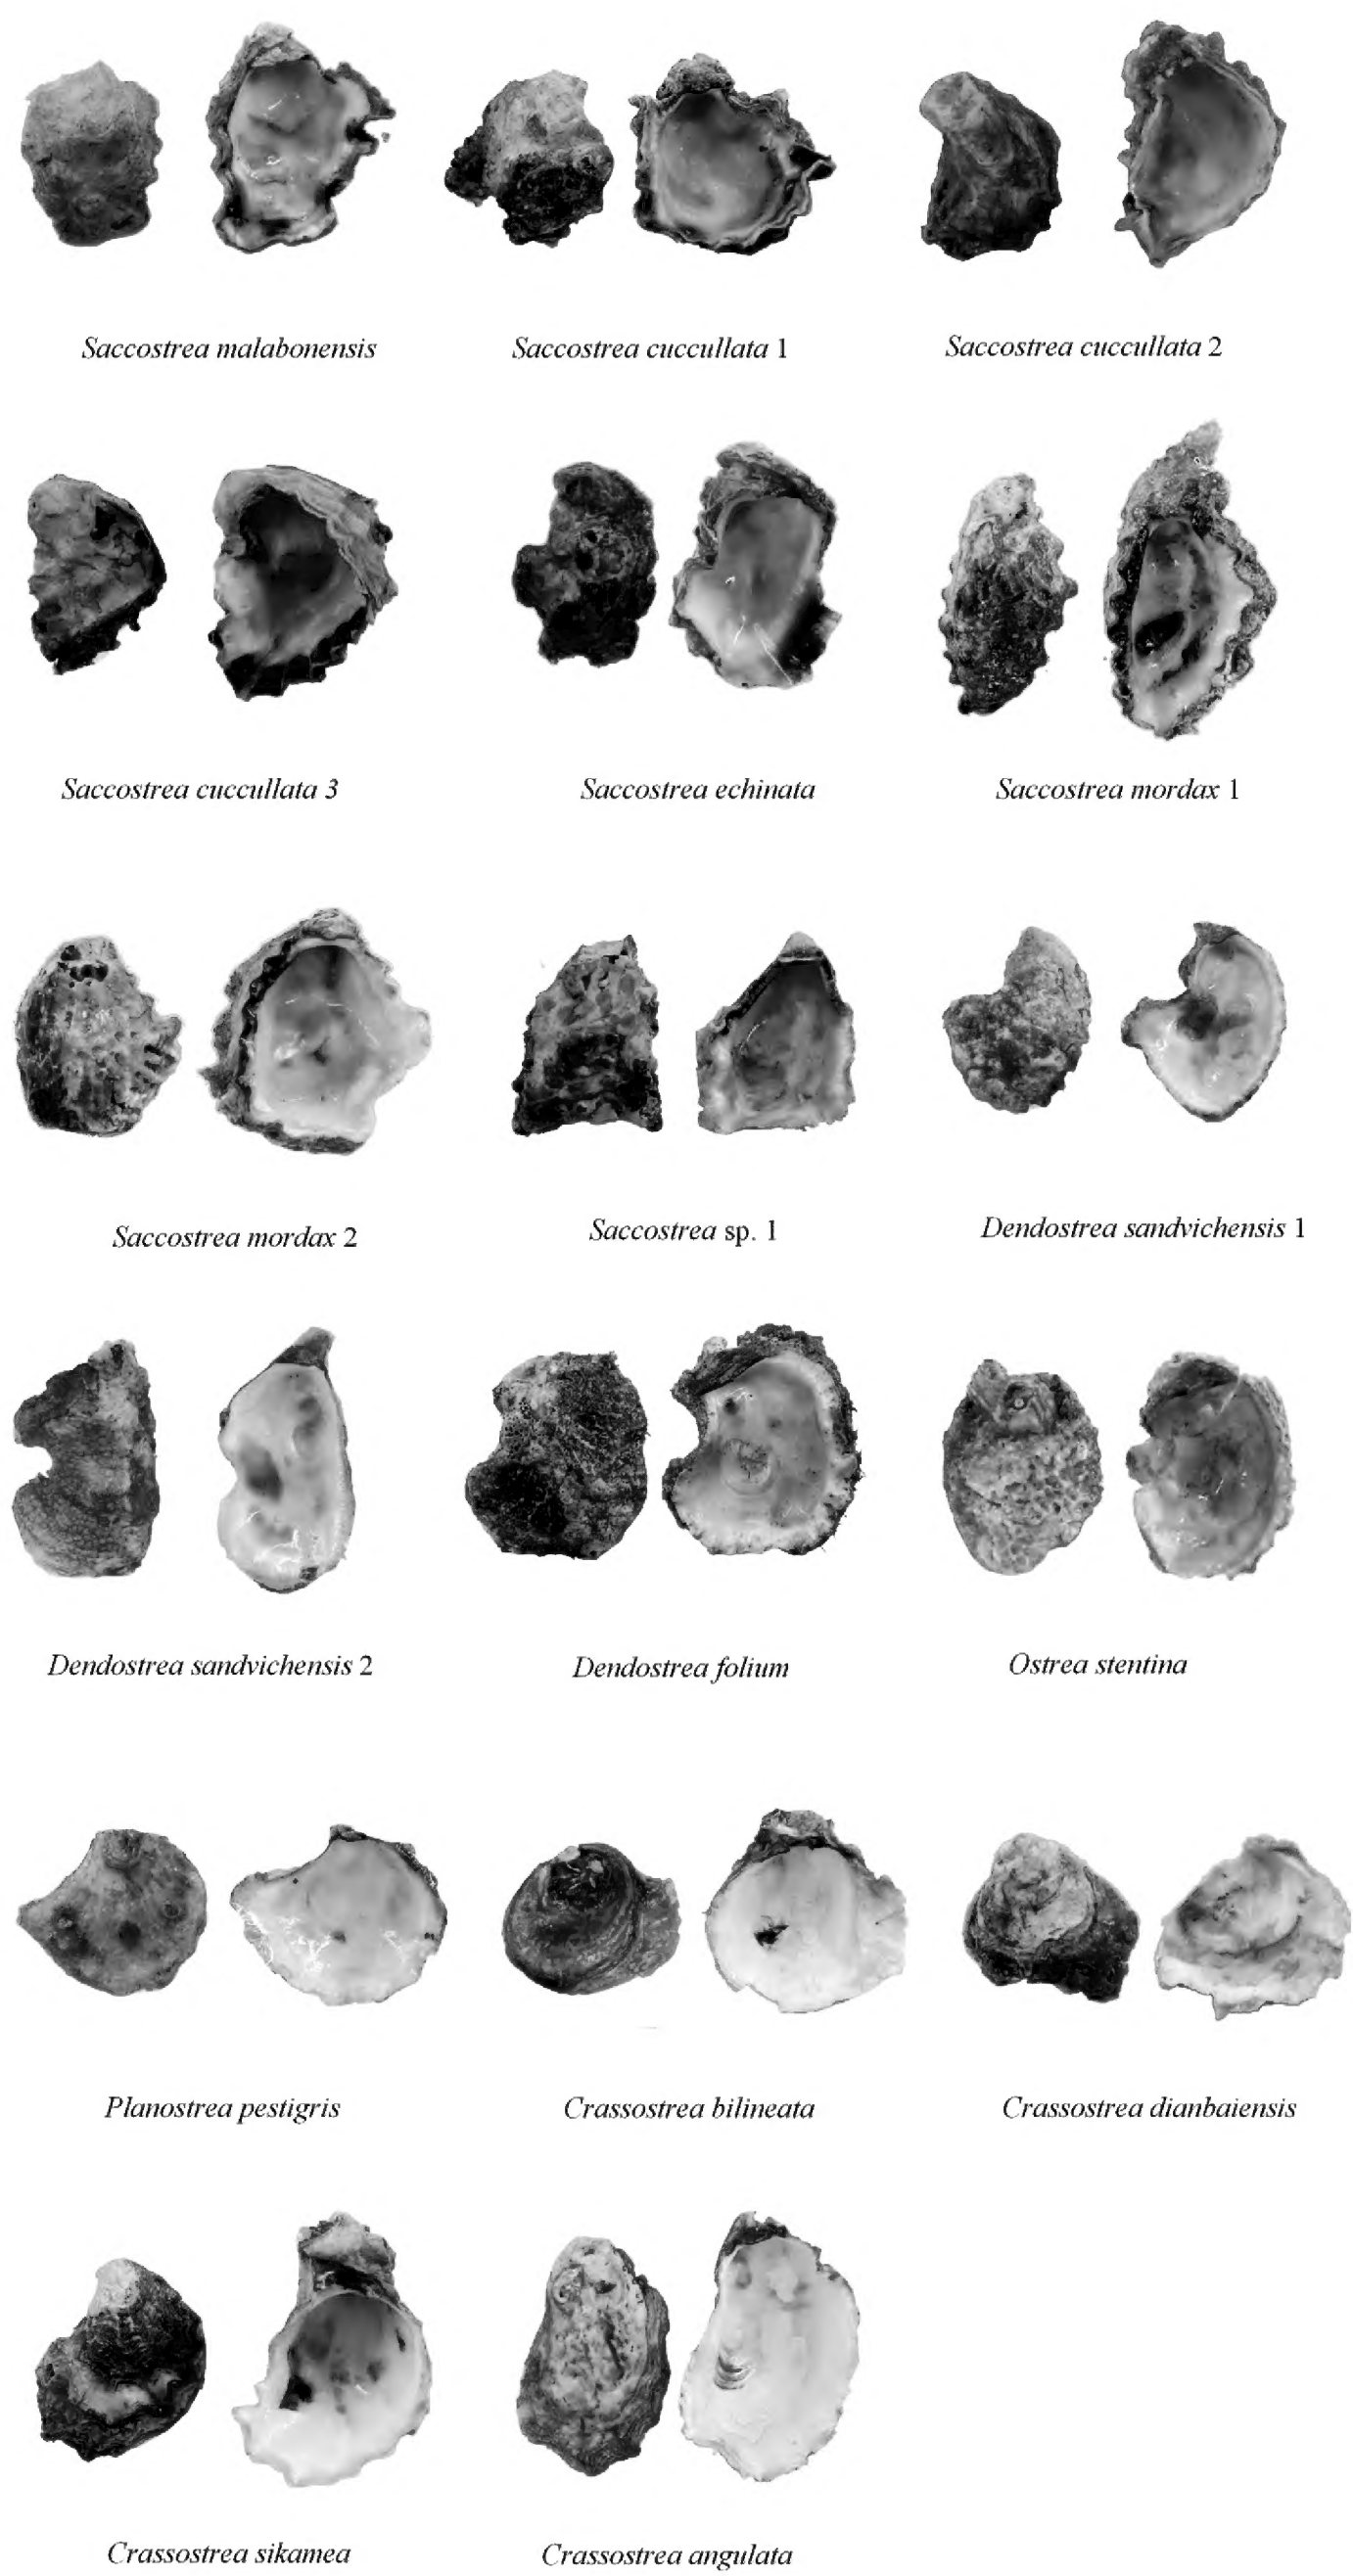 Saccostrea malabonensis
Saccostrea cuccullata 1
Saccostrea cuccullata 2
Saccostrea cuccullata 3
Saccostrea echinata
Saccostrea mordax 1
Saccostrea mordax 2
Saccostrea sp. 1
Dendostrea sandvichensis 1
Dendostrea sandvichensis 2
Dendostrea folium
Ostrea stentina
Planostrea pestigris
Crassostrea bilineata
Crassostrea dianbaiensis
Crassostrea sikamea
Crassostrea angulata